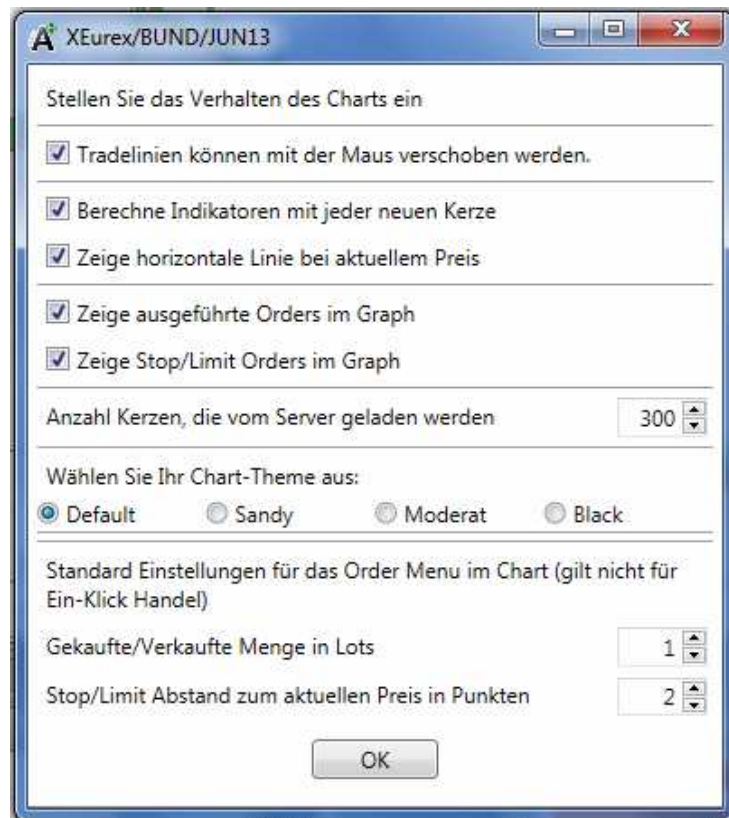 XEurex/BUND/JUN13
Stellen Sie das Verhalten des Charts ein
Tradelinien können mit der Maus verschoben werden.
Berechne Indikatoren mit jeder neuen Kerze
Zeige horizontale Linie bei aktuellem Preis
Zeige ausgeführte Orders im Graph
Zeige Stop/Limit Orders im Graph
Anzahl Kerzen, die vom Server geladen werden 300
Wählen Sie Ihr Chart-Theme aus:
Default Sandy Moderat Black
Standard Einstellungen für das Order Menu im Chart (gilt nicht für
Ein-Klick Handel)
Gekaufte/Verkaufte Menge in Lots 1
Stop/Limit Abstand zum aktuellen Preis in Punkten 2
OK